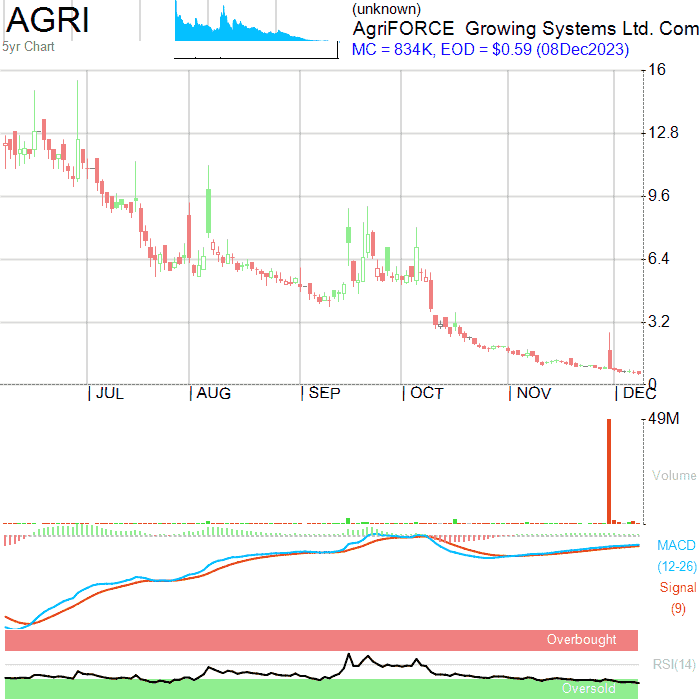 AGRI
5yr Chart
(unknown)
AgriFORCE Growing Systems Ltd. Com
MC = 834K, EOD = $0.59 (08Dec2023)
16
12.8
9.6
6.4
3.2
0
JUL
AUG
SEP
OCT
NOV
DEC
49M
Volume
MACD
(12-26)
Signal
(9)
Overbought
RSI(14)
Oversold